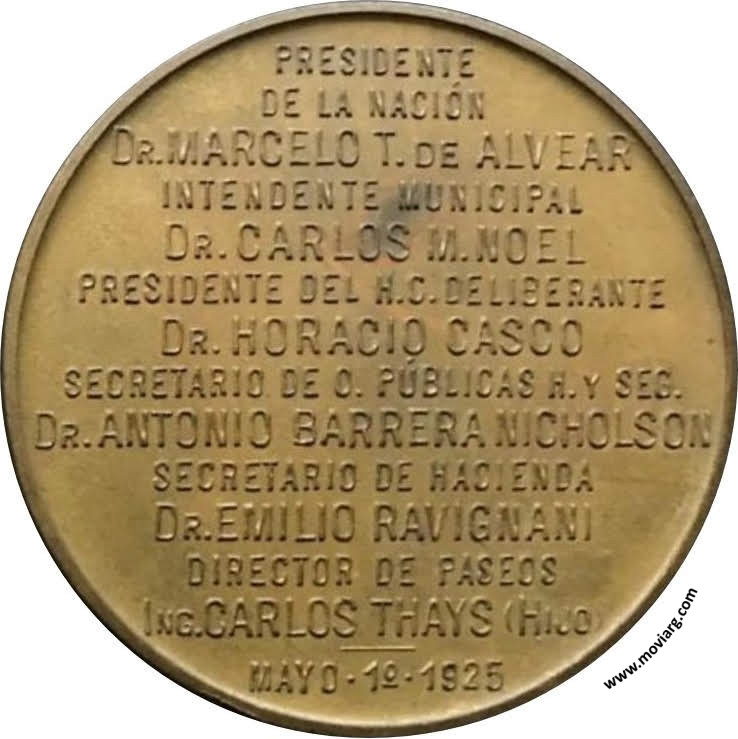 PRESIDENTE
DE LA NACIÓN
DR. MARCELO T. DE ALVEAR
INTENDENTE MUNICIPAL
DR. CARLOS M. NOEL
PRESIDENTE DEL H.C. DELIBERANTE
DR. HORACIO CASCO
SECRETARIO DE O. PÚBLICAS H. Y SEG.
DR. ANTONIO BARRERA NICHOLSON
SECRETARIO DE HACIENDA
DR. EMILIO RAVIGNANI
DIRECTOR DE PASEOS
ING. CARLOS THAYS (HIJO)
MAYO · 1º · 1925
www.moviarg.com